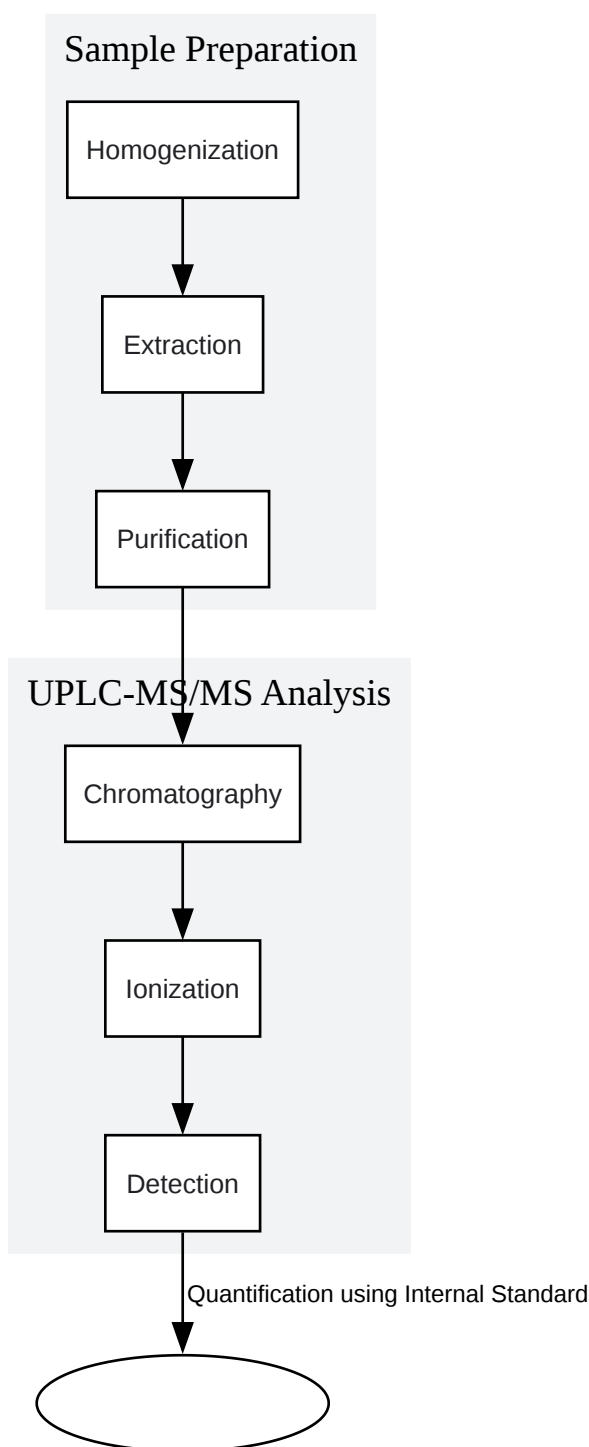 Sample Preparation
Homogenization
Extraction
Purification
UPLC-MS/MS Analysis
Chromatography
Ionization
Detection
Quantification using Internal Standard